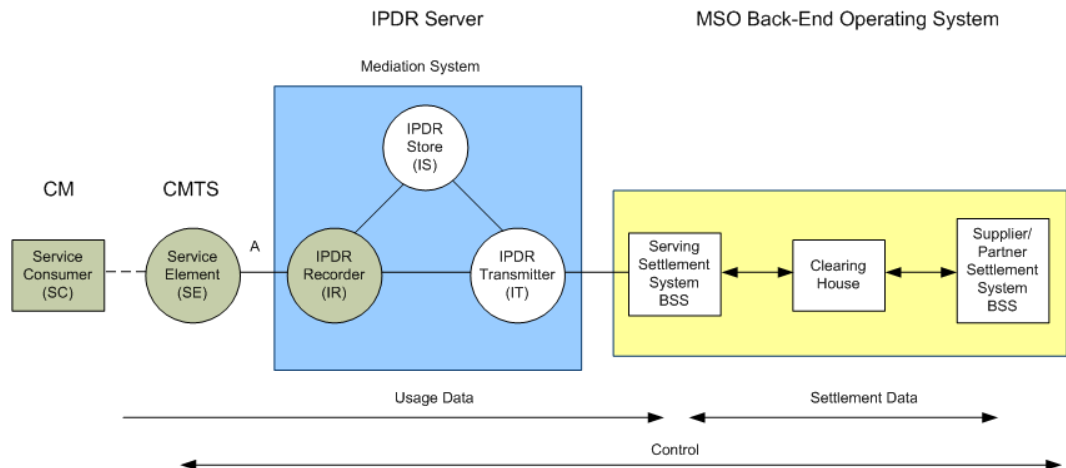 IPDR Server
MSO Back-End Operating System
Mediation System
IPDR
Store
(IS)
CM
CMTS
A
Service
Consumer
(SC)
Service
Element
(SE)
IPDR
Recorder
(IR)
IPDR
Transmitter
(IT)
Serving
Settlement
System
BSS
Clearing
House
Supplier/
Partner
Settlement
System
BSS
Usage Data
Settlement Data
Control